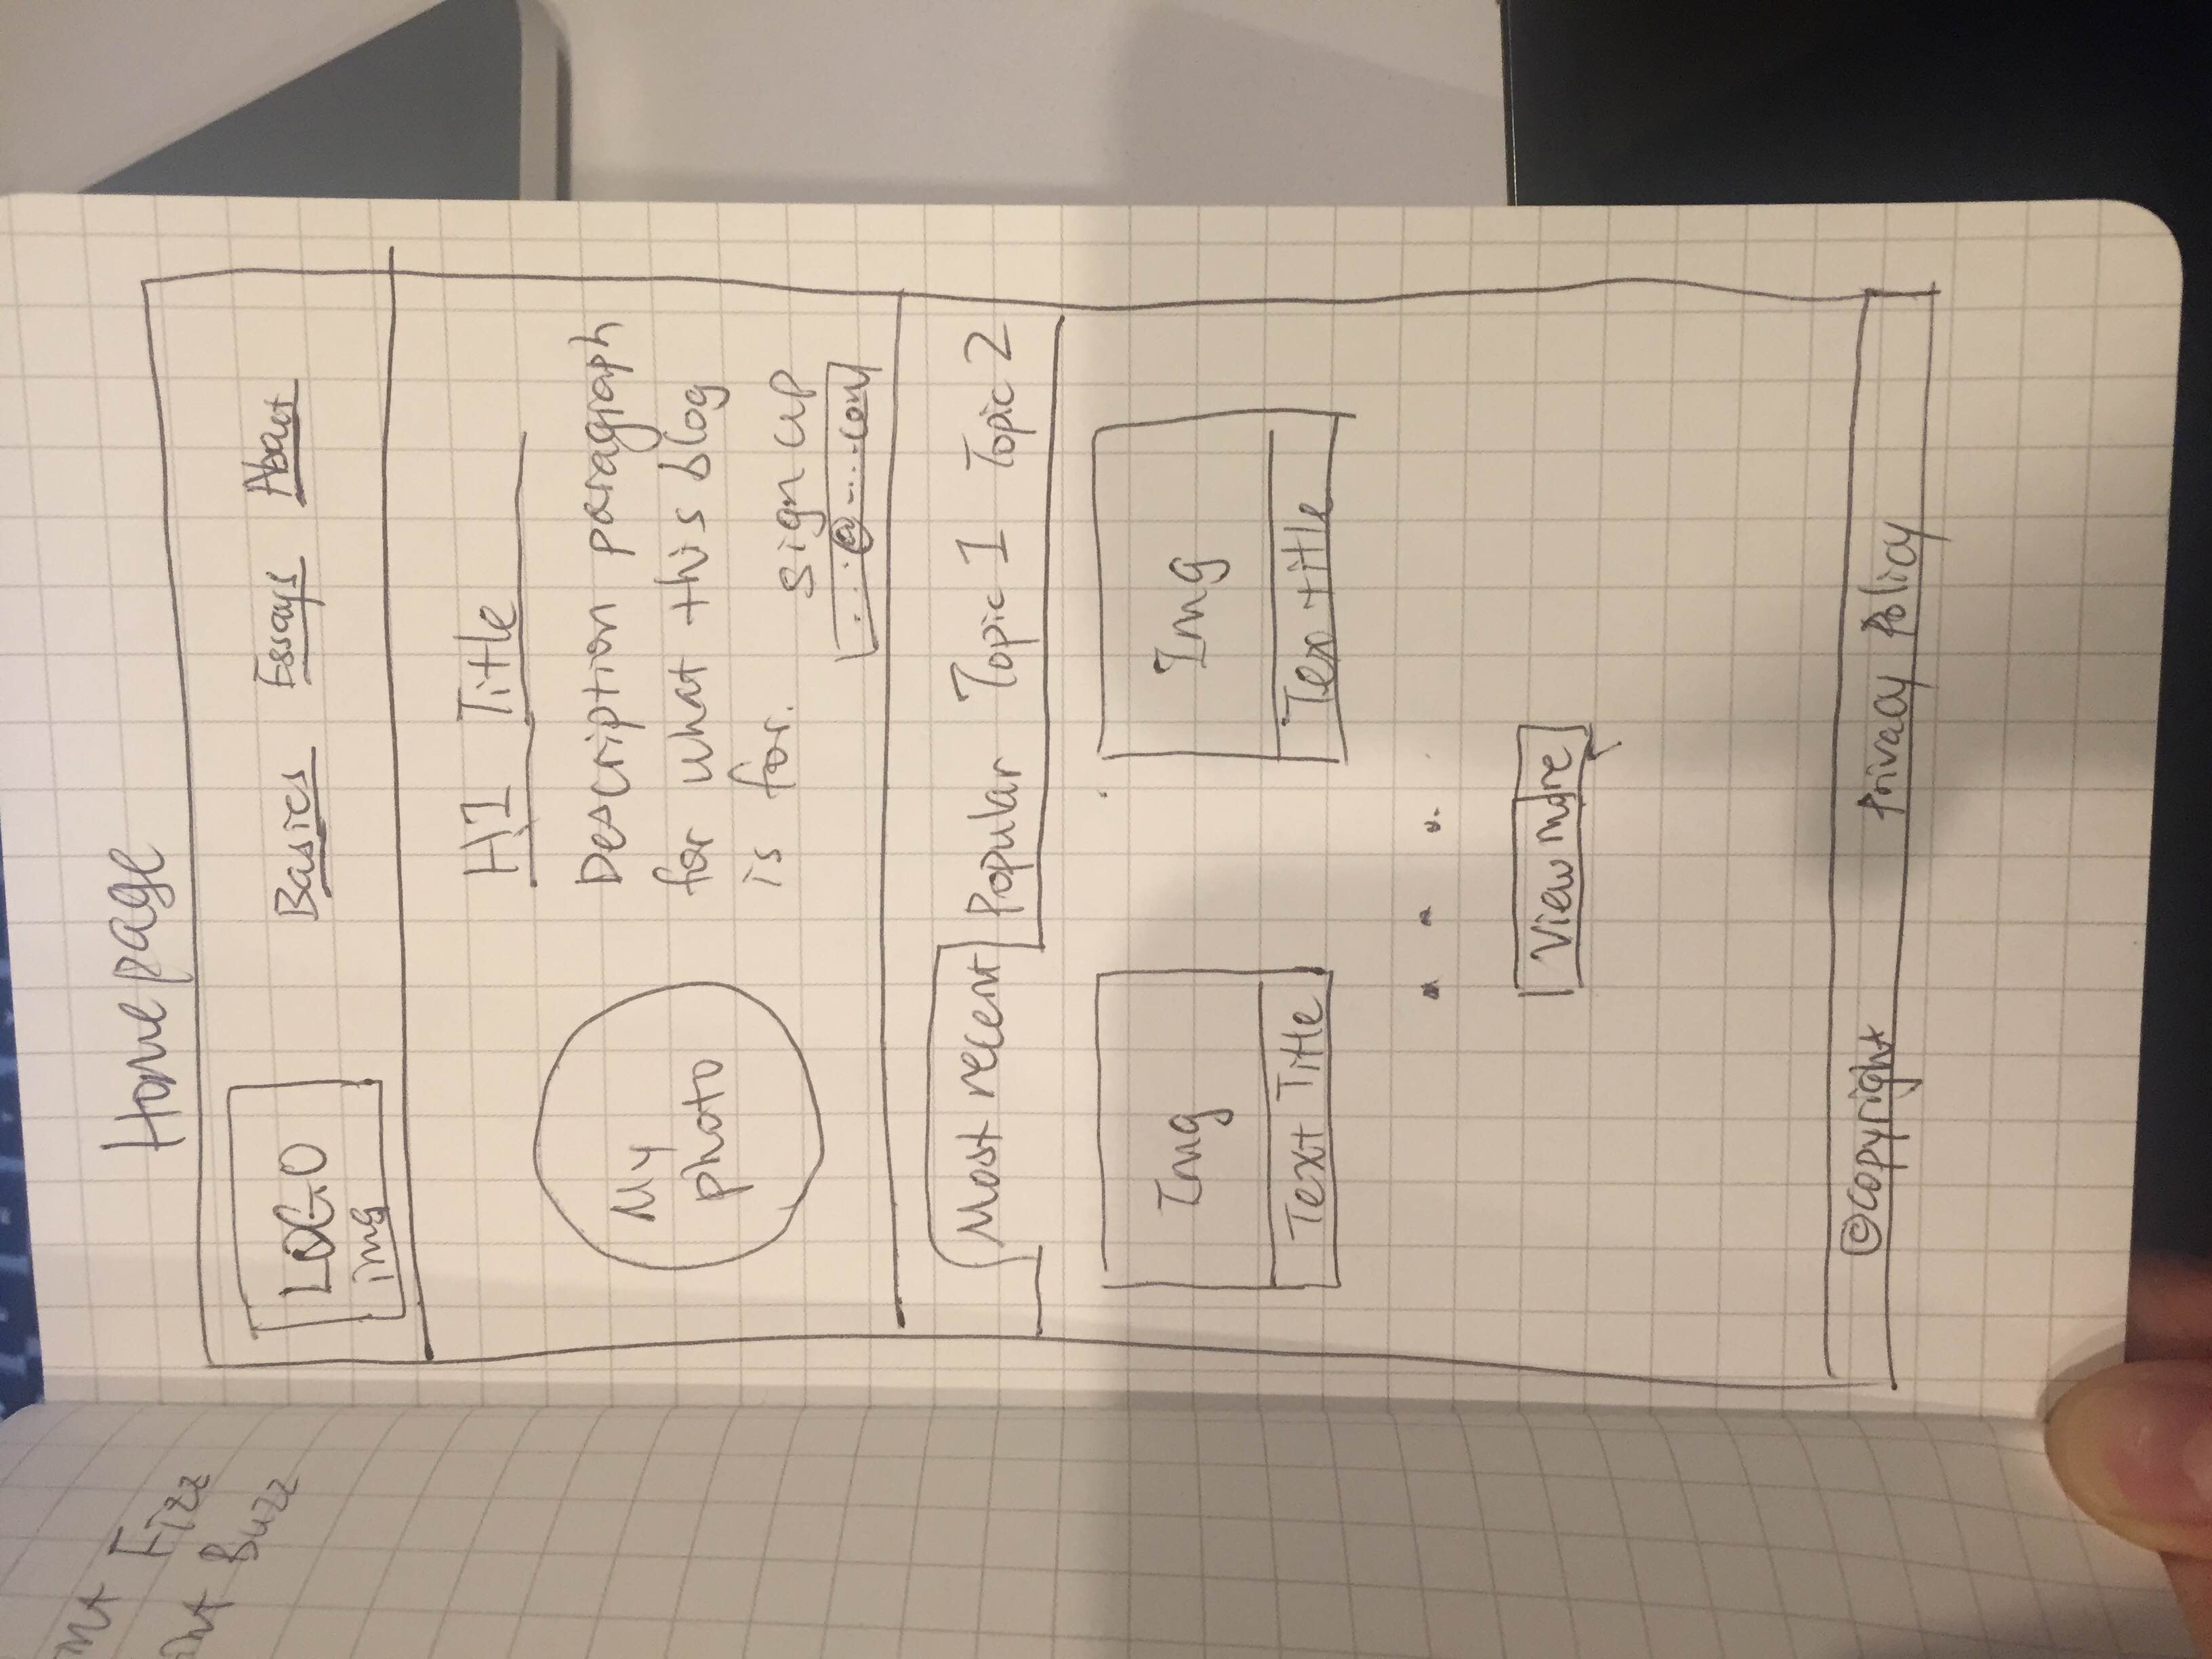 Fizz
Buzz
Homepage
LOGO
img
Basics Essays About
H1 Title
My
photo
Description paragraph
for what this blog
is for.
sign up
...@....com
Most recent Popular Topic 1 Topic 2
Img Img
Text Title Tex title
...
View more
©copyright Privacy Policy